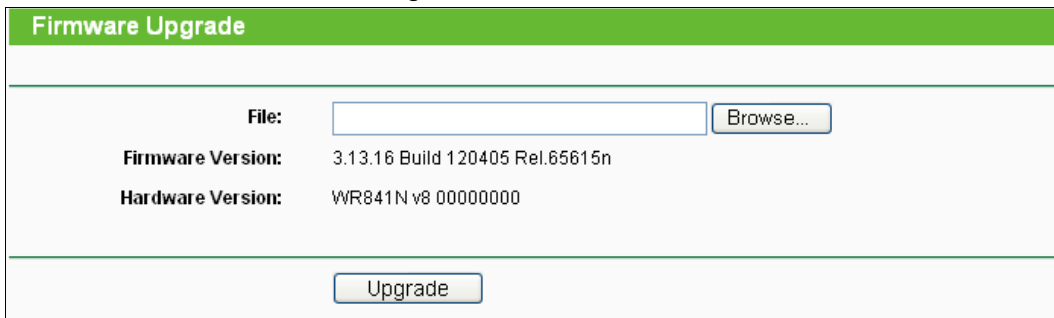 Firmware Upgrade
File: Browse...
Firmware Version: 3.13.16 Build 120405 Rel.65615n
Hardware Version: WR841N v8 00000000
Upgrade